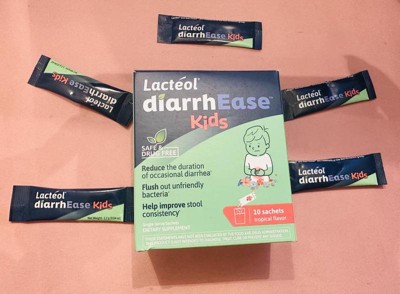 Lactéol
diarrhEase Kids
Lactéol
diarrhEase Kids
Lactéol
diarrhEase Kids
Lactéol
diarrhEase™
Kids
SAFE &
DRUG FREE
Reduce the duration
of occasional diarrhea*
Flush out unfriendly
bacteria*
Help improve stool
consistency*
10 sachets
tropical flavor
DIETARY SUPPLEMENT
Lactéol
diarrhEase Kids
Lactéol
diarrhEase Kids